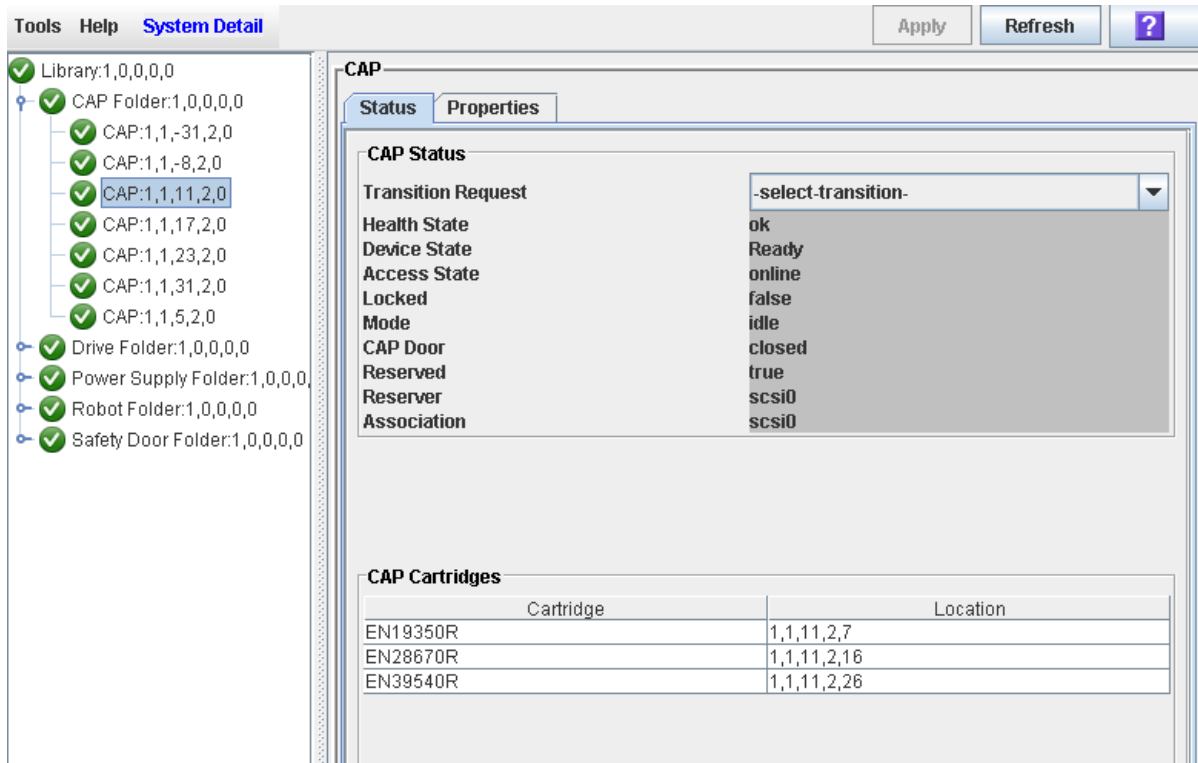 Tools Help System Detail Apply Refresh ?
Library:1,0,0,0,0
CAP Folder:1,0,0,0,0
CAP:1,1,-31,2,0
CAP:1,1,-8,2,0
CAP:1,1,11,2,0
CAP:1,1,17,2,0
CAP:1,1,23,2,0
CAP:1,1,31,2,0
CAP:1,1,5,2,0
Drive Folder:1,0,0,0,0
Power Supply Folder:1,0,0,0,
Robot Folder:1,0,0,0,0
Safety Door Folder:1,0,0,0,0
CAP
Status Properties
CAP Status
Transition Request -select-transition-
Health State ok
Device State Ready
Access State online
Locked false
Mode idle
CAP Door closed
Reserved true
Reserver scsi0
Association scsi0
CAP Cartridges
Cartridge Location
EN19350R 1,1,11,2,7
EN28670R 1,1,11,2,16
EN39540R 1,1,11,2,26